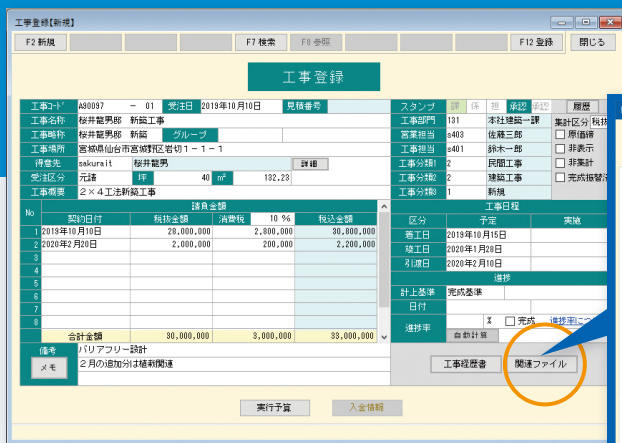 工事登録【新規】
F2 新規 F7 検索 F8 参照 F12 登録 閉じる
工事登録
工事コード A90097 - 01 受注日 2019年10月10日 見積番号
工事名称 桜井龍男邸 新築工事
工事略称 桜井龍男邸 新築 グループ
工事場所 宮城県仙台市宮城野区岩切1-1-1
得意先 sakurait 桜井龍男 詳細
受注区分 元請 坪 40 ㎡ 132.23
工事概要 2×4工法新築工事
スタンプ 課 係 担 承認 承認 履歴
工事部門 131 本社建築一課 集計区分 税抜
営業担当 s403 佐藤三郎 原価締
工事担当 s401 鈴木一郎 非表示
工事分類1 2 民間工事 非集計
工事分類2 2 建築工事 完成振替済
工事分類3 1 新規
No 請負金額
契約日付 税抜金額 消費税 10 % 税込金額
1 2019年10月10日 28,000,000 2,800,000 30,800,000
2 2020年2月20日 2,000,000 200,000 2,200,000
3
4
5
6
7
8
合計金額 30,000,000 3,000,000 33,000,000
工事日程
区分 予定 実施
着工日 2019年10月15日
竣工日 2020年1月28日
引渡日 2020年2月10日
進捗
計上基準 完成基準
日付
進捗率 % 完成 進捗率につ
自動計算
備考 バリアフリー設計
メモ 2月の追加分は植栽関連
工事経歴書 関連ファイル
実行予算 入金情報